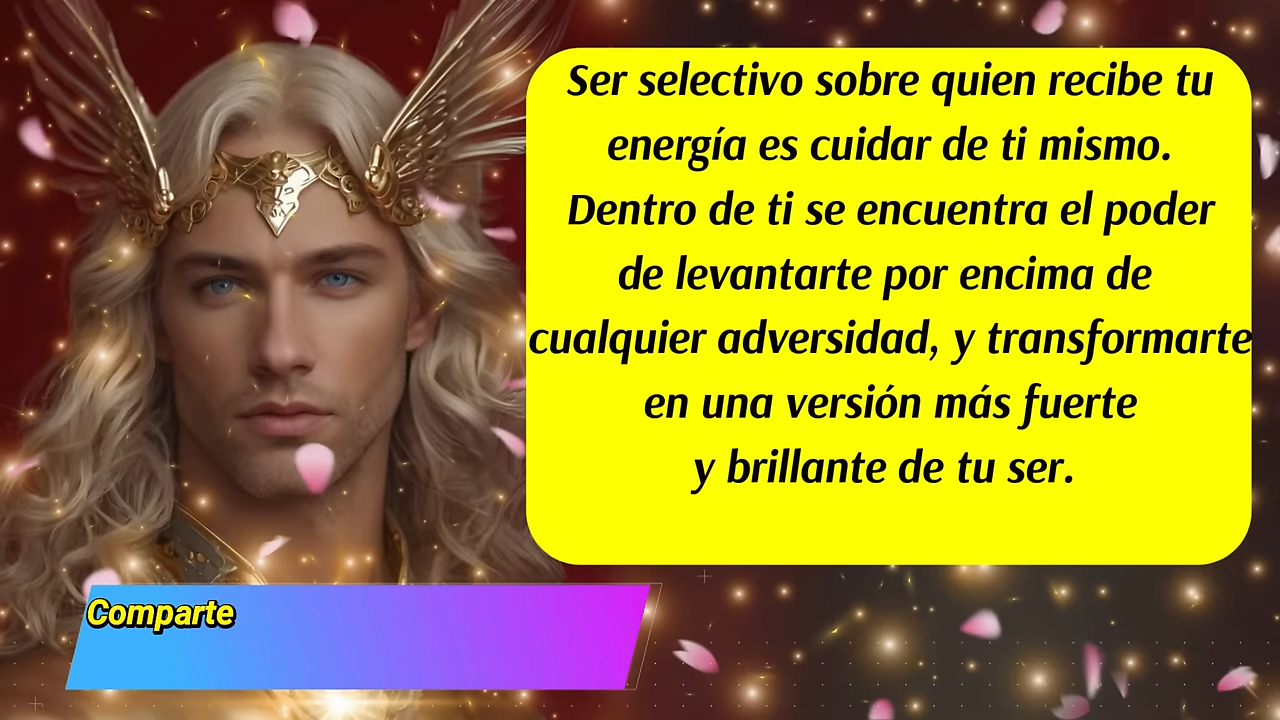 Ser selectivo sobre quien recibe tu
energía es cuidar de ti mismo.
Dentro de ti se encuentra el poder
de levantarte por encima de
cualquier adversidad, y transformarte
en una versión más fuerte
y brillante de tu ser.
Comparte